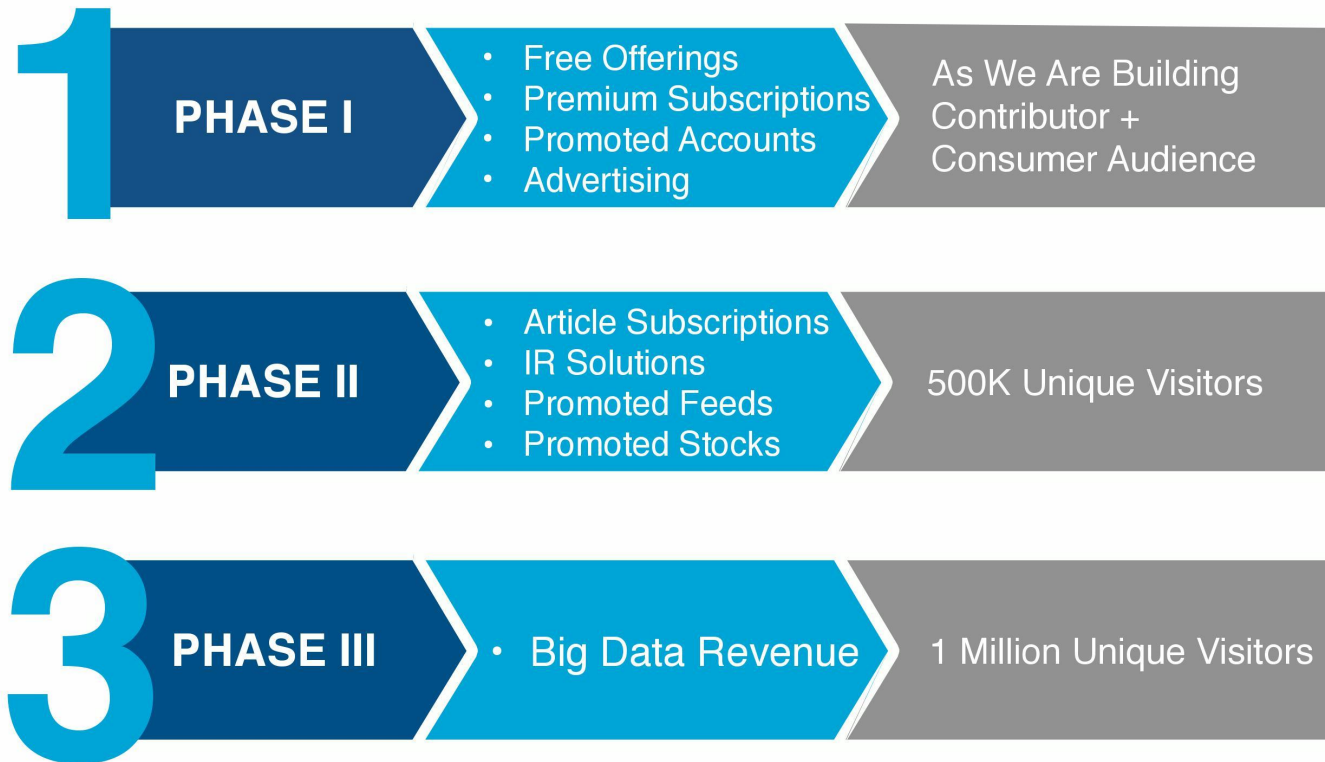 1
PHASE I
• Free Offerings
• Premium Subscriptions
• Promoted Accounts
• Advertising
As We Are Building
Contributor +
Consumer Audience
2
PHASE II
• Article Subscriptions
• IR Solutions
• Promoted Feeds
• Promoted Stocks
500K Unique Visitors
3
PHASE III
• Big Data Revenue
1 Million Unique Visitors